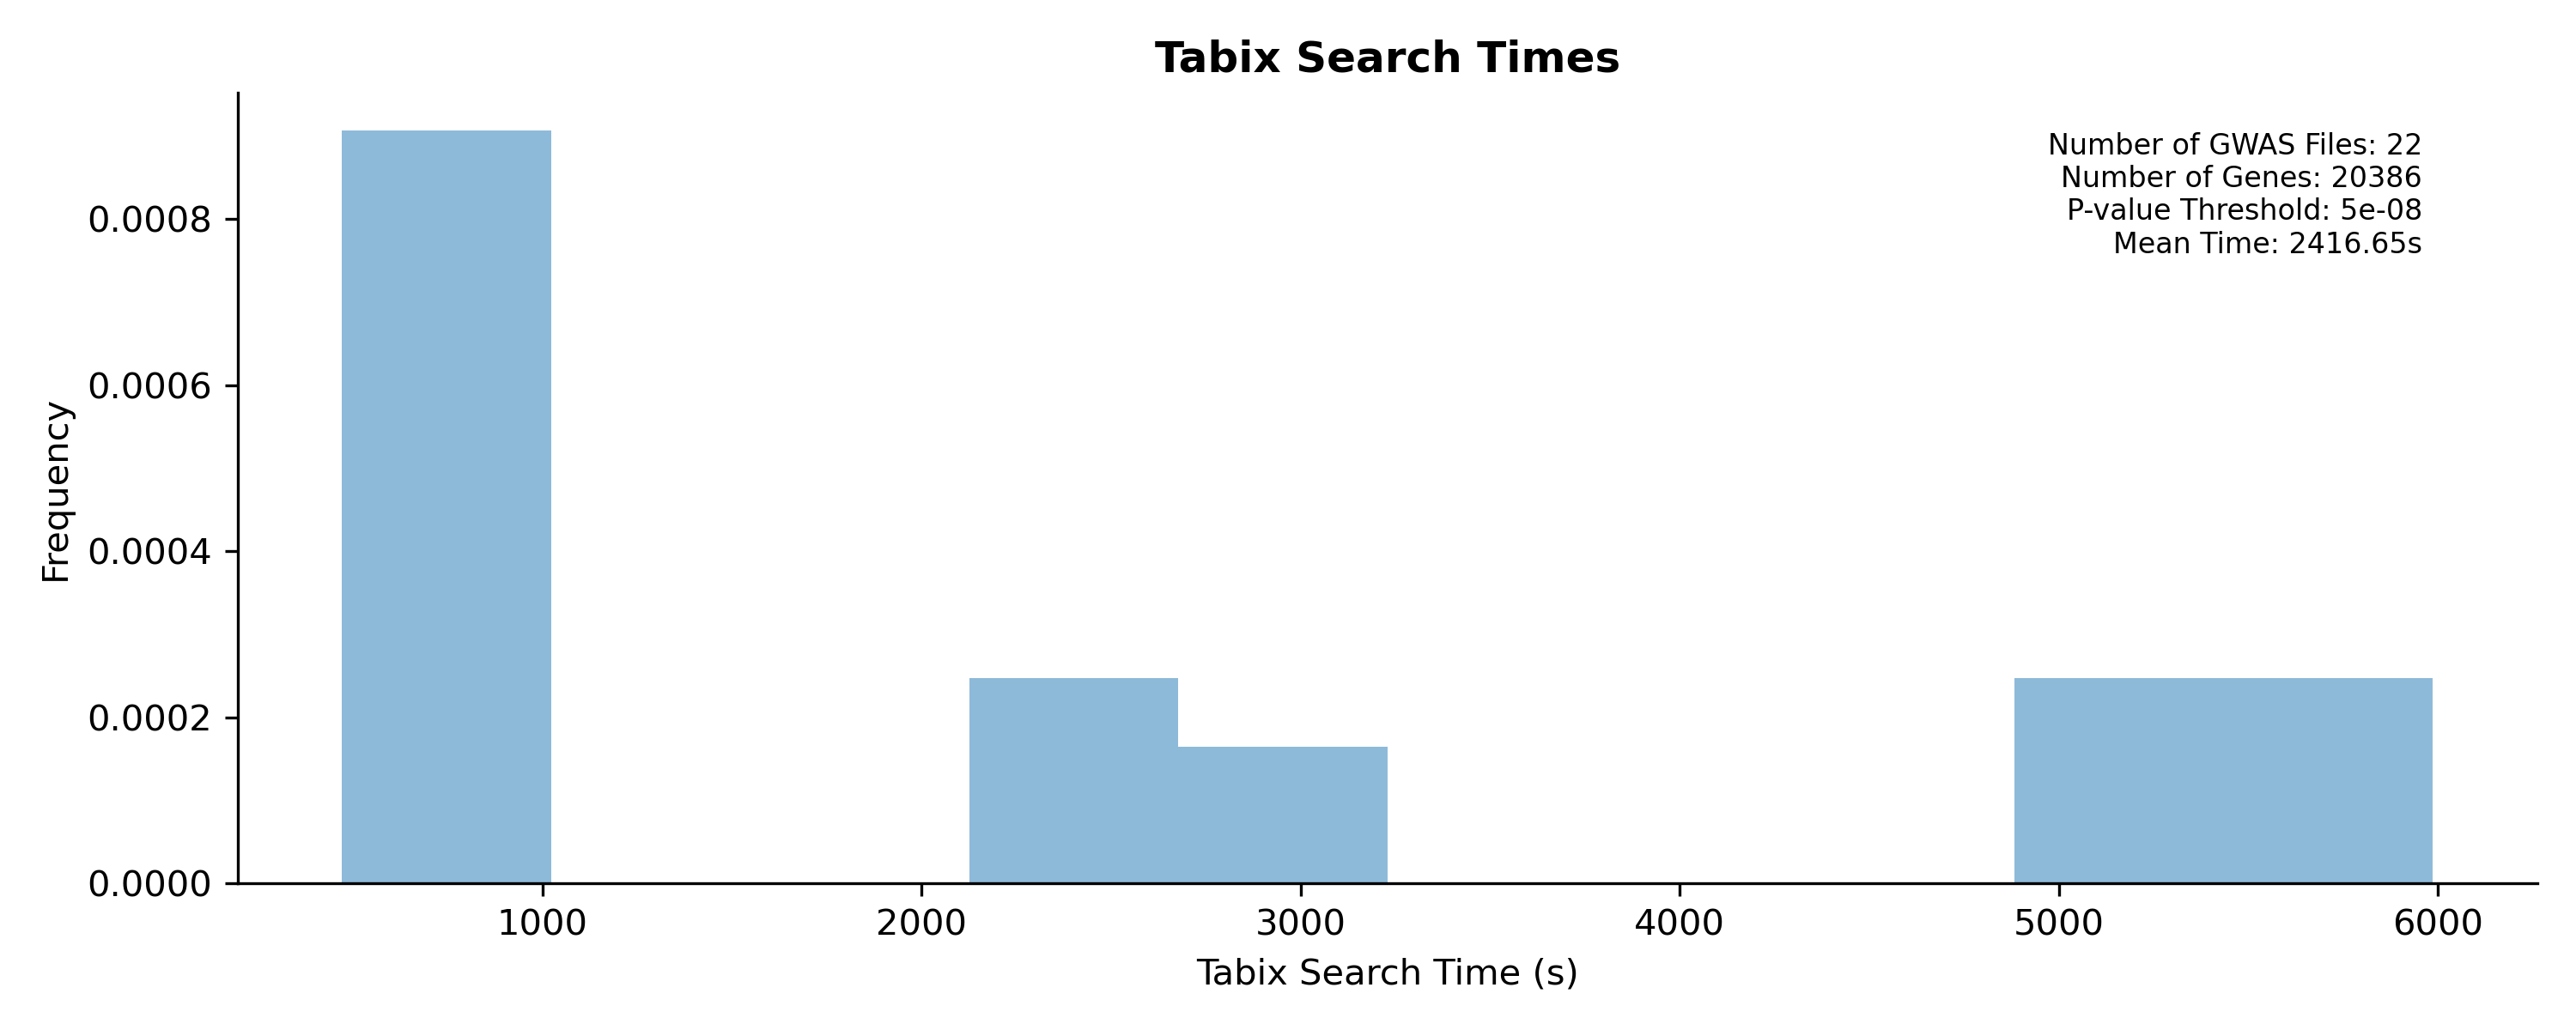 Tabix Search Times
Number of GWAS Files: 22
Number of Genes: 20386
P-value Threshold: 5e-08
Mean Time: 2416.65s
Frequency
0.0008
0.0006
0.0004
0.0002
0.0000
1000 2000 3000 4000 5000 6000
Tabix Search Time (s)